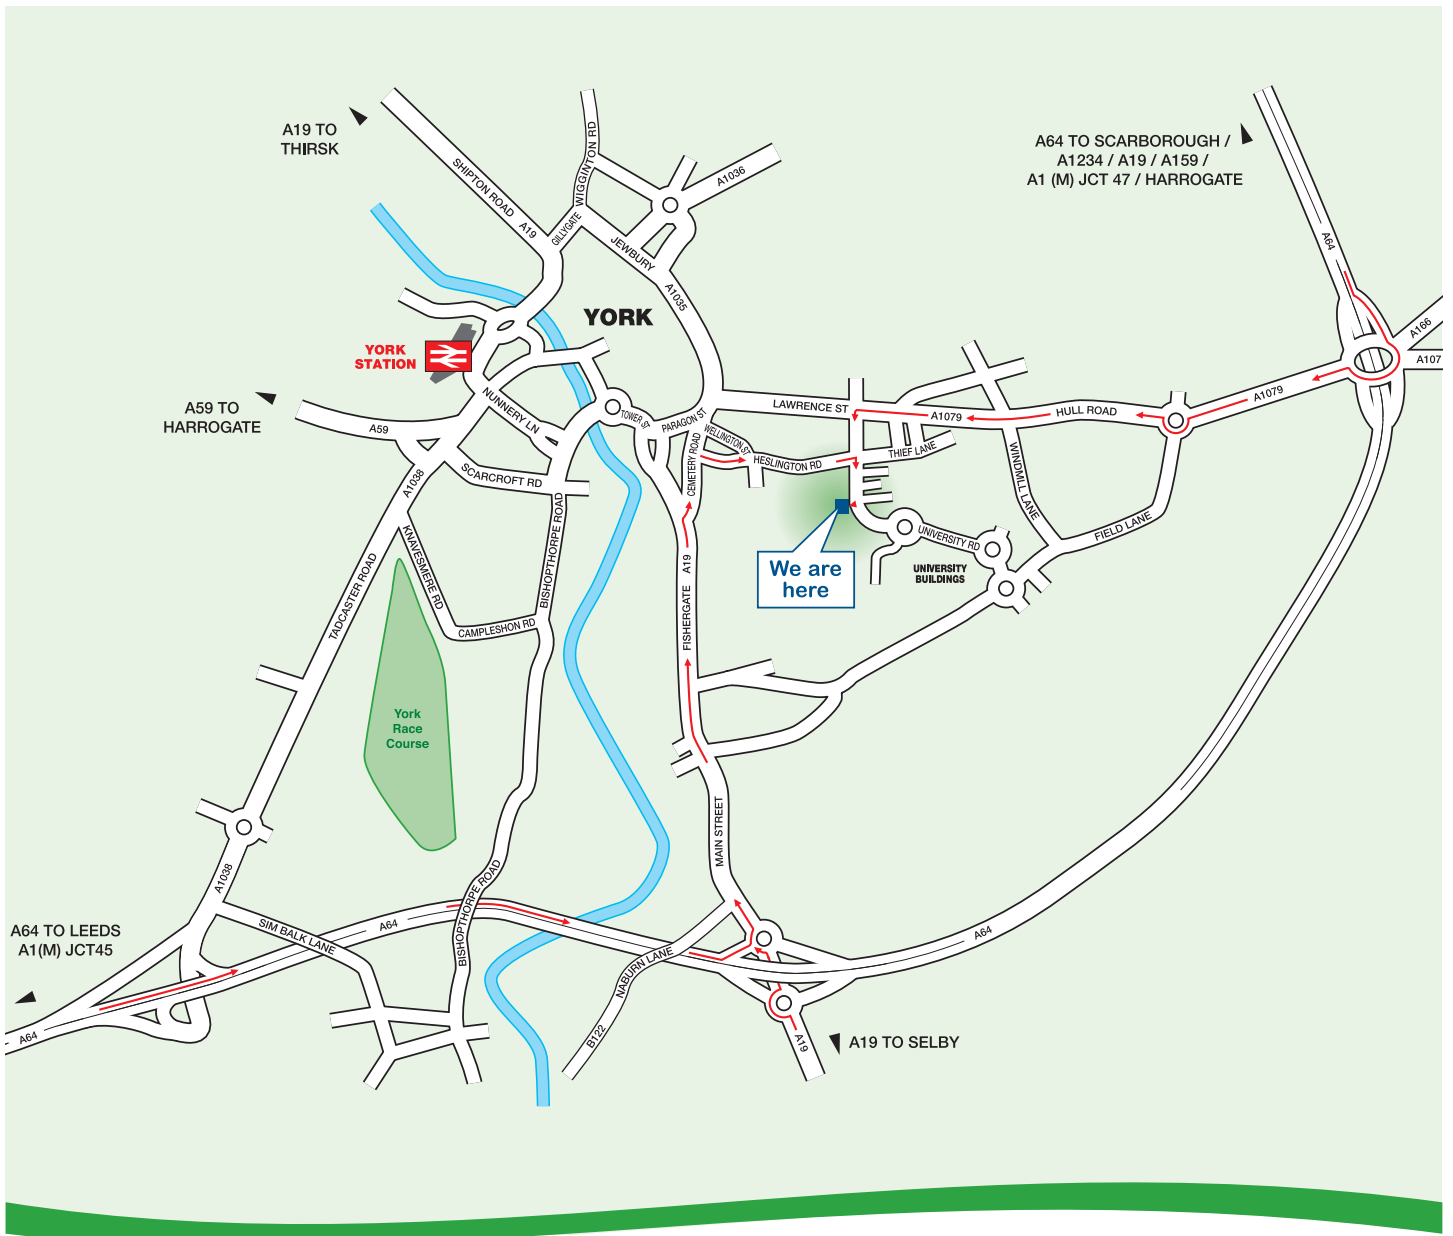 A19 TO
THIRSK
SHIPTON ROAD
A19
WIGGINTON RD
GILLYGATE
A1036
JEWBURY
A1035
A64 TO SCARBOROUGH /
A1234 / A19 / A159 /
A1 (M) JCT 47 / HARROGATE
A64
A166
A107
A1079
YORK
YORK
STATION
A59 TO
HARROGATE
A59
NUNNERY LN
TOWER ST
PARAGON ST
LAWRENCE ST
A1079
HULL ROAD
WELLINGTON ST
CEMETERY ROAD
HESLINGTON RD
THIEF LANE
WINDMILL LANE
FIELD LANE
SCARCROFT RD
A1038
KNAVESMERE RD
BISHOPTHORPE ROAD
CAMPLESHON RD
TADCASTER ROAD
UNIVERSITY RD
UNIVERSITY
BUILDINGS
We are
here
A19
FISHERGATE
York
Race
Course
MAIN STREET
A1038
BISHOPTHORPE ROAD
SIM BALK LANE
A64
A64 TO LEEDS
A1(M) JCT45
A64
NABURN LANE
B122
A64
A19
A19 TO SELBY